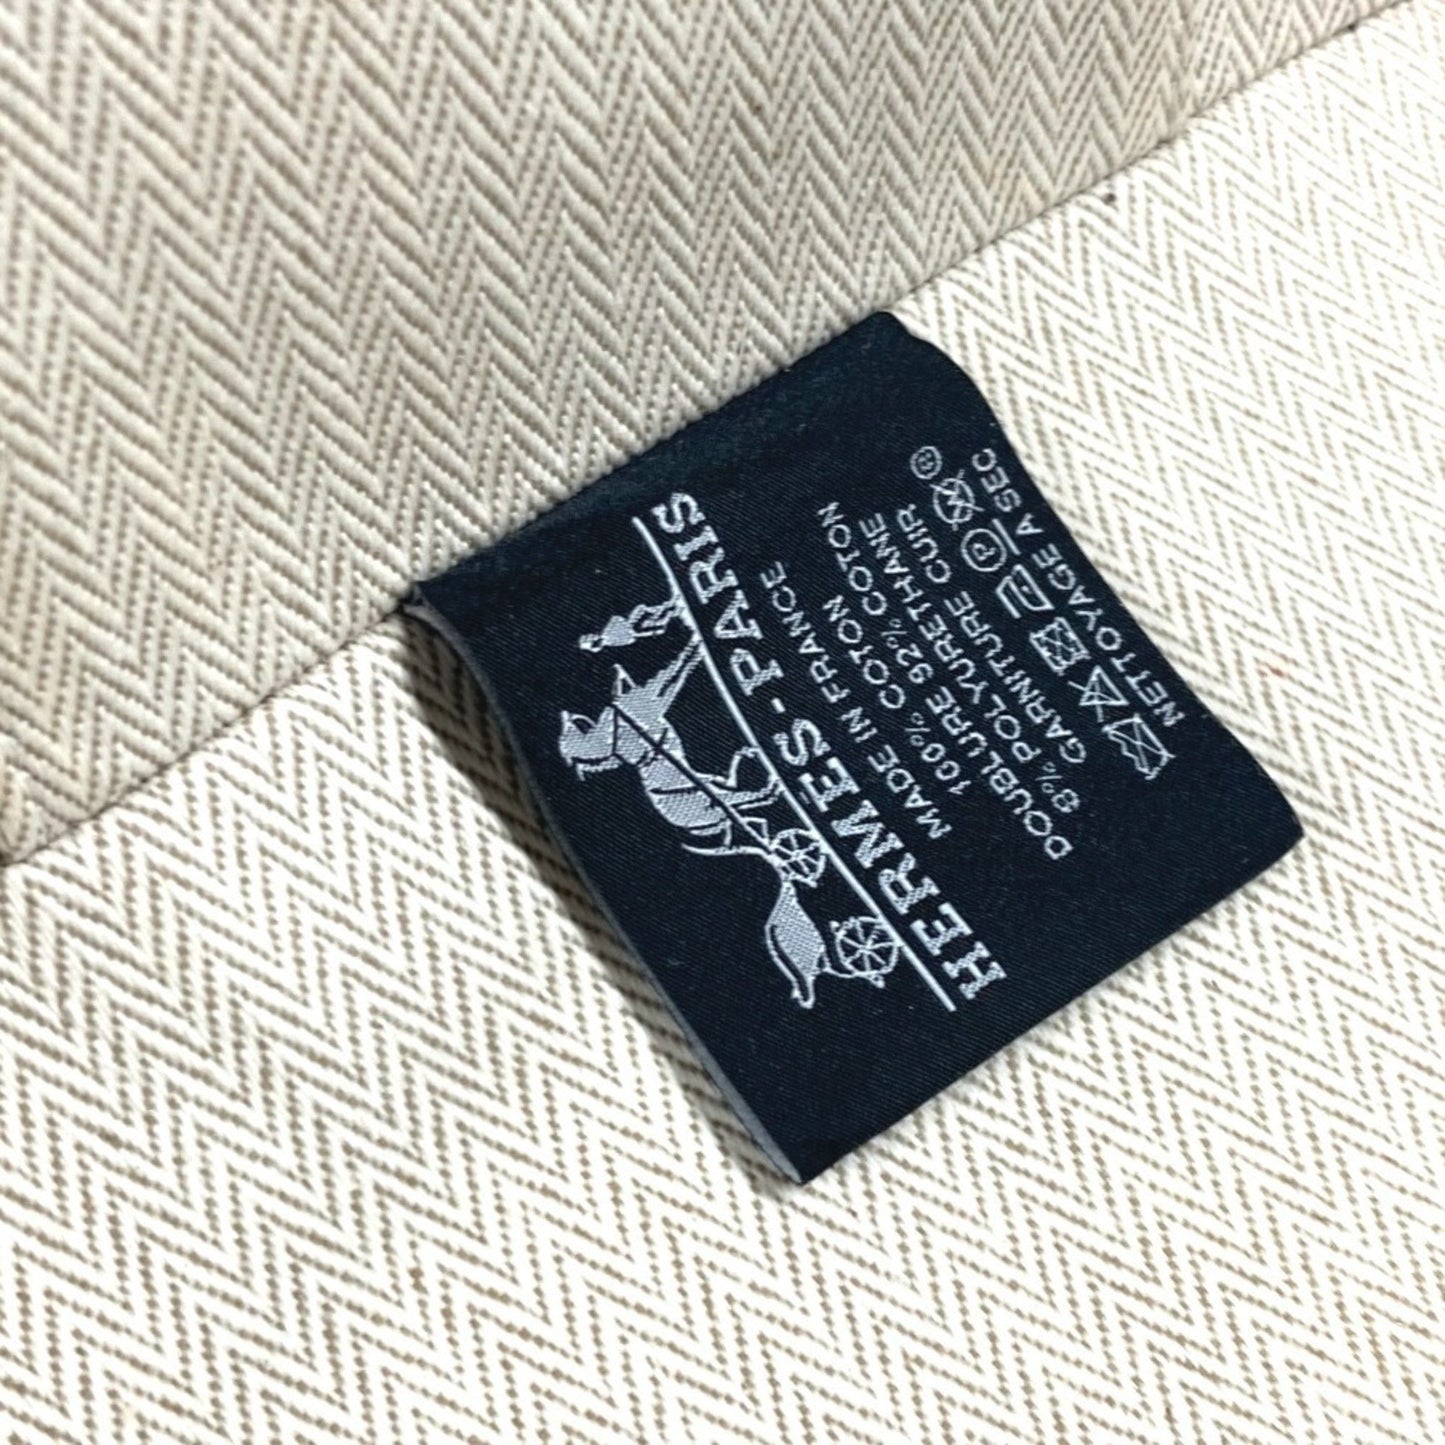 HERMÈS-PARIS
MADE IN FRANCE
100% COTON
DOUBLURE 92% COTON
8% POLYURETHANE
GARNITURE CUIR
P
NETTOYAGE A SEC
®